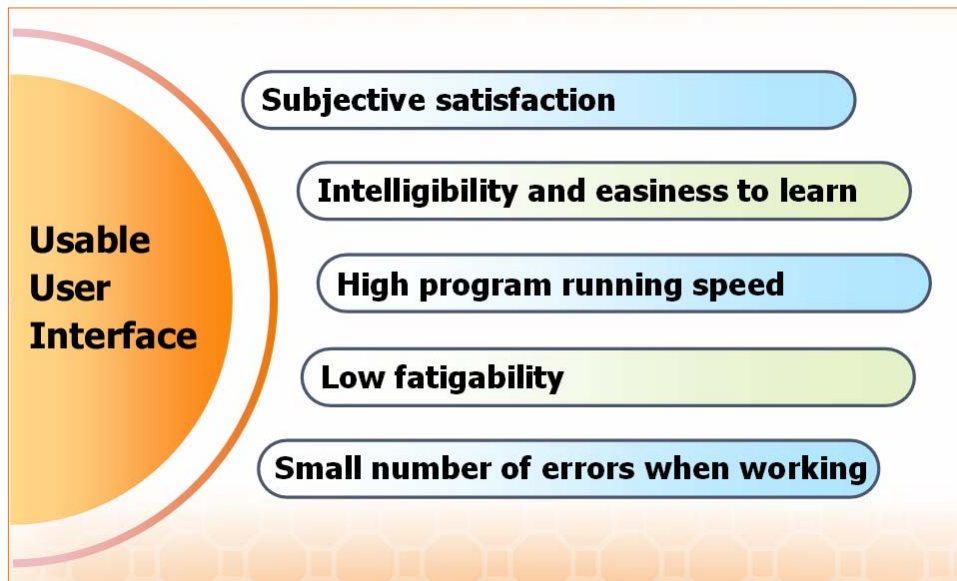 Usable
User
Interface
Subjective satisfaction
Intelligibility and easiness to learn
High program running speed
Low fatigability
Small number of errors when working